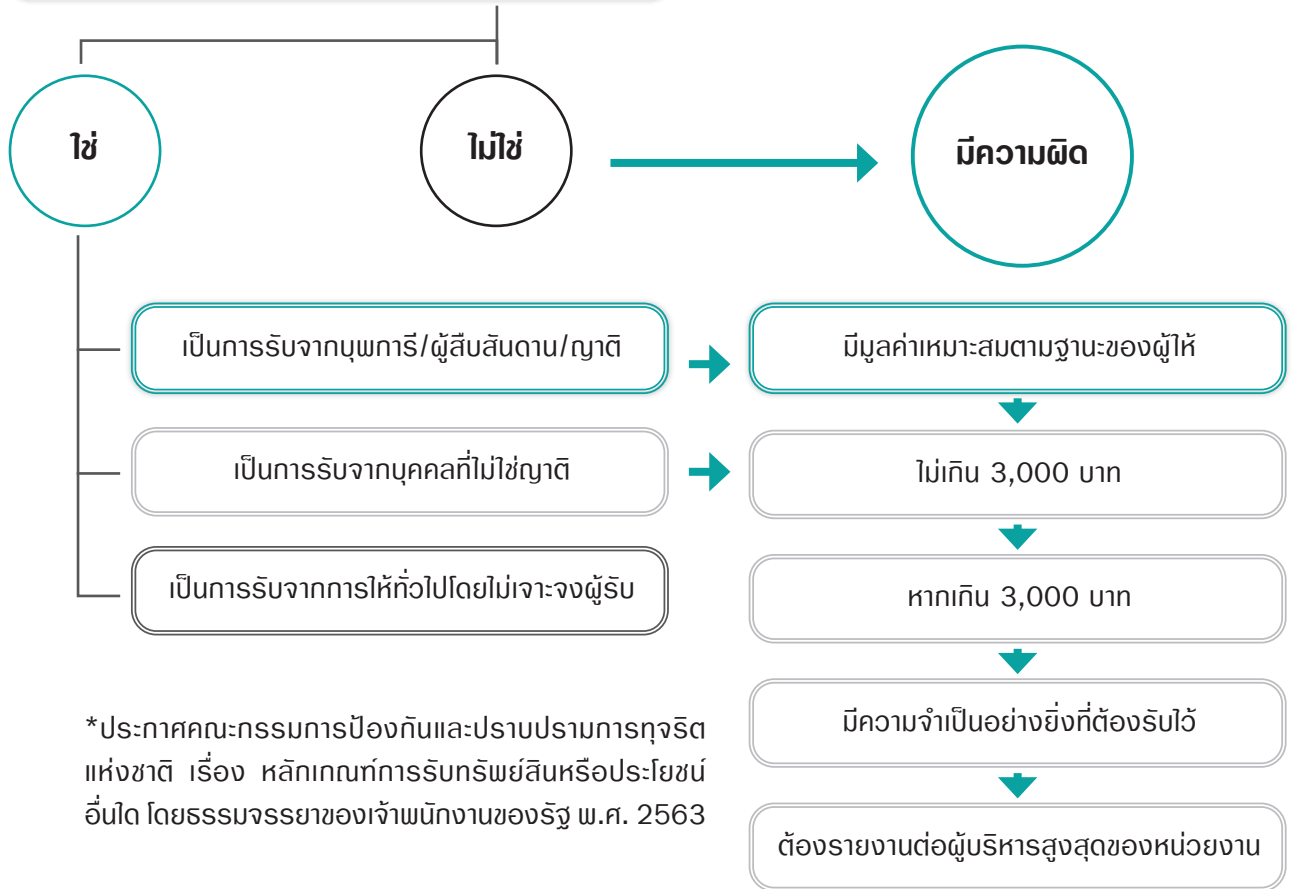 ใช่
ไม่ใช่
มีความผิด
เป็นการรับจากบุพการี/ผู้สืบสันดาน/ญาติ
มีมูลค่าเหมาะสมตามฐานะของผู้ให้
เป็นการรับจากบุคคลที่ไม่ใช่ญาติ
ไม่เกิน 3,000 บาท
เป็นการรับจากการให้ทั่วไปโดยไม่เจาะจงผู้รับ
หากเกิน 3,000 บาท
มีความจำเป็นอย่างยิ่งที่ต้องรับไว้
ต้องรายงานต่อผู้บริหารสูงสุดของหน่วยงาน
*ประกาศคณะกรรมการป้องกันและปราบปรามการทุจริต
แห่งชาติ เรื่อง หลักเกณฑ์การรับทรัพย์สินหรือประโยชน์
อื่นใด โดยธรรมจรรยาของเจ้าพนักงานของรัฐ พ.ศ. 2563